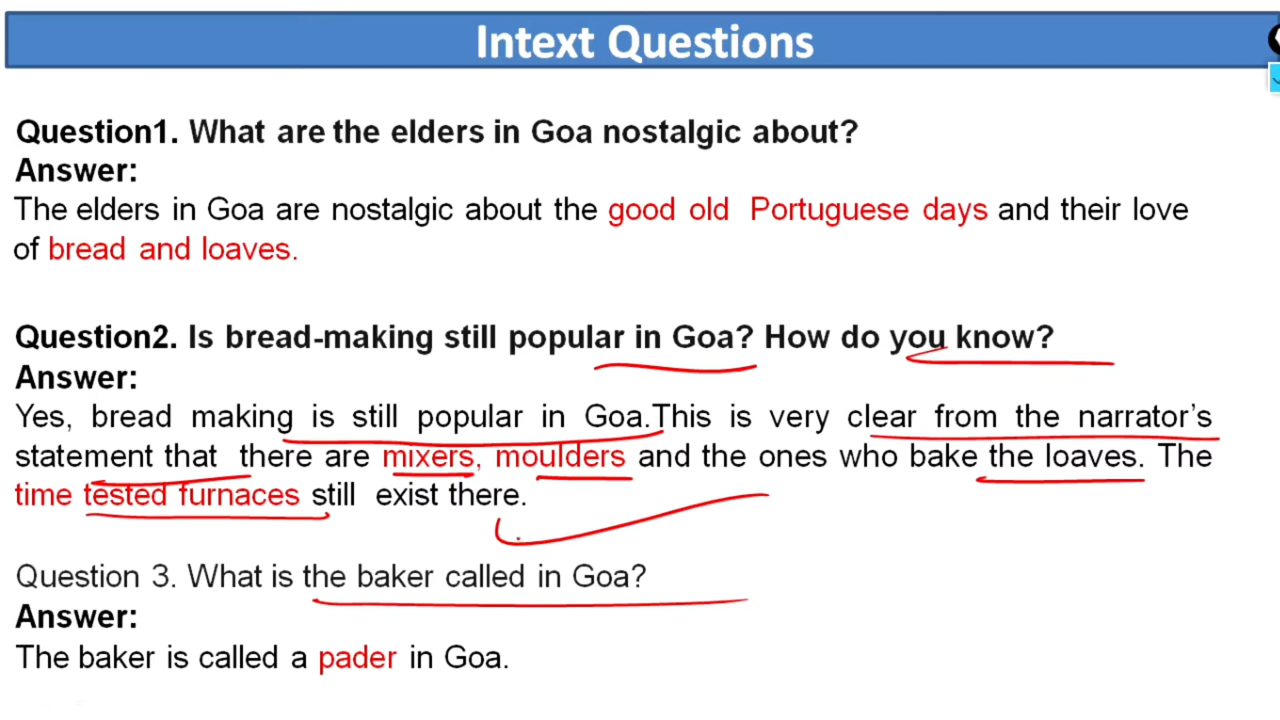 Intext Questions
Question1. What are the elders in Goa nostalgic about?
Answer:
The elders in Goa are nostalgic about the good old Portuguese days and their love
of bread and loaves.
Question2. Is bread-making still popular in Goa? How do you know?
Answer:
Yes, bread making is still popular in Goa.This is very clear from the narrator's
statement that there are mixers, moulders and the ones who bake the loaves. The
time tested furnaces still exist there.
Question 3. What is the baker called in Goa?
Answer:
The baker is called a pader in Goa.